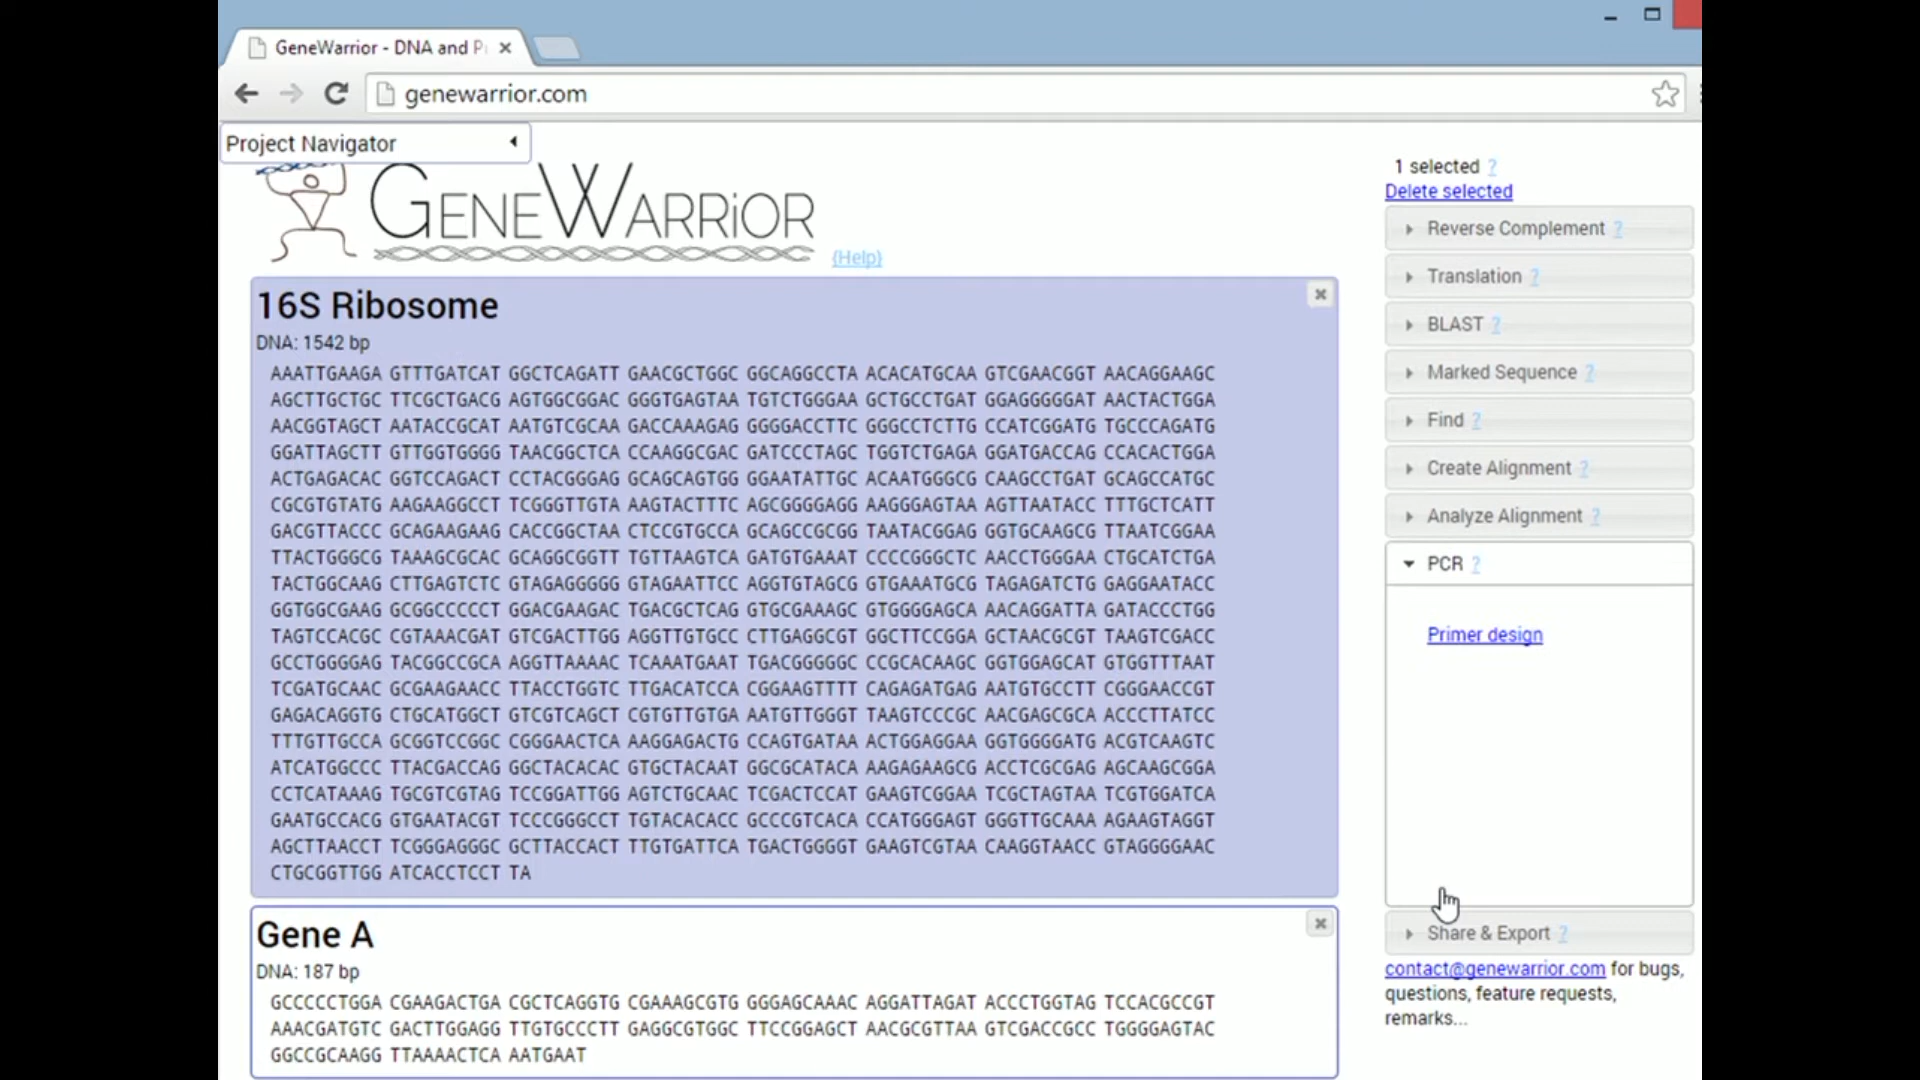 GeneWarrior - DNA and P
genewarrior.com
Project Navigator
GENEWARRiOR
(Help)
16S Ribosome
DNA: 1542 bp
AAATTGAAGA GTTTGATCAT GGCTCAGATT GAACGCTGGC GGCAGGCCTA ACACATGCAA GTCGAACGGT AACAGGAAGC
AGCTTGCTGC TTCGCTGACG AGTGGCGGAC GGGTGAGTAA TGTCTGGGAA GCTGCCTGAT GGAGGGGGAT AACTACTGGA
AACGGTAGCT AATACCGCAT AATGTCGCAA GACCAAAGAG GGGGACCTTC GGGCCTCTTG CCATCGGATG TGCCCAGATG
GGATTAGCTT GTTGGTGGGG TAACGGCTCA CCAAGGCGAC GATCCCTAGC TGGTCTGAGA GGATGACCAG CCACACTGGA
ACTGAGACAC GGTCCAGACT CCTACGGGAG GCAGCAGTGG GGAATATTGC ACAATGGGCG CAAGCCTGAT GCAGCCATGC
CGCGTGTATG AAGAAGGCCT TCGGGTTGTA AAGTACTTTC AGCGGGGAGG AAGGGAGTAA AGTTAATACC TTTGCTCATT
GACGTTACCC GCAGAAGAAG CACCGGCTAA CTCCGTGCCA GCAGCCGCGG TAATACGGAG GGTGCAAGCG TTAATCGGAA
TTACTGGGCG TAAAGCGCAC GCAGGCGGTT TGTTAAGTCA GATGTGAAAT CCCCGGGCTC AACCTGGGAA CTGCATCTGA
TACTGGCAAG CTTGAGTCTC GTAGAGGGGG GTAGAATTCC AGGTGTAGCG GTGAAATGCG TAGAGATCTG GAGGAATACC
GGTGGCGAAG GCGGCCCCCT GGACGAAGAC TGACGCTCAG GTGCGAAAGC GTGGGGAGCA AACAGGATTA GATACCCTGG
TAGTCCACGC CGTAAACGAT GTCGACTTGG AGGTTGTGCC CTTGAGGCGT GGCTTCCGGA GCTAACGCGT TAAGTCGACC
GCCTGGGGAG TACGGCCGCA AGGTTAAAAC TCAAATGAAT TGACGGGGGC CCGCACAAGC GGTGGAGCAT GTGGTTTAAT
TCGATGCAAC GCGAAGAACC TTACCTGGTC TTGACATCCA CGGAAGTTTT CAGAGATGAG AATGTGCCTT CGGGAACCGT
GAGACAGGTG CTGCATGGCT GTCGTCAGCT CGTGTTGTGA AATGTTGGGT TAAGTCCCGC AACGAGCGCA ACCCTTATCC
TTTGTTGCCA GCGGTCCGGC CGGGAACTCA AAGGAGACTG CCAGTGATAA ACTGGAGGAA GGTGGGGATG ACGTCAAGTC
ATCATGGCCC TTACGACCAG GGCTACACAC GTGCTACAAT GGCGCATACA AAGAGAAGCG ACCTCGCGAG AGCAAGCGGA
CCTCATAAAG TGCGTCGTAG TCCGGATTGG AGTCTGCAAC TCGACTCCAT GAAGTCGGAA TCGCTAGTAA TCGTGGATCA
GAATGCCACG GTGAATACGT TCCCGGGCCT TGTACACACC GCCCGTCACA CCATGGGAGT GGGTTGCAAA AGAAGTAGGT
AGCTTAACCT TCGGGAGGGC GCTTACCACT TTGTGATTCA TGACTGGGGT GAAGTCGTAA CAAGGTAACC GTAGGGGAAC
CTGCGGTTGG ATCACCTCCT TA
Gene A
DNA: 187 bp
GCCCCCTGGA CGAAGACTGA CGCTCAGGTG CGAAAGCGTG GGGAGCAAAC AGGATTAGAT ACCCTGGTAG TCCACGCCGT
AAACGATGTC GACTTGGAGG TTGTGCCCTT GAGGCGTGGC TTCCGGAGCT AACGCGTTAA GTCGACCGCC TGGGGAGTAC
GGCCGCAAGG TTAAAACTCA AATGAAT
1 selected ?
Delete selected
Reverse Complement ?
Translation ?
BLAST ?
Marked Sequence ?
Find ?
Create Alignment ?
Analyze Alignment ?
PCR ?
Primer design
Share & Export ?
contact@genewarrior.com for bugs,
questions, feature requests,
remarks...